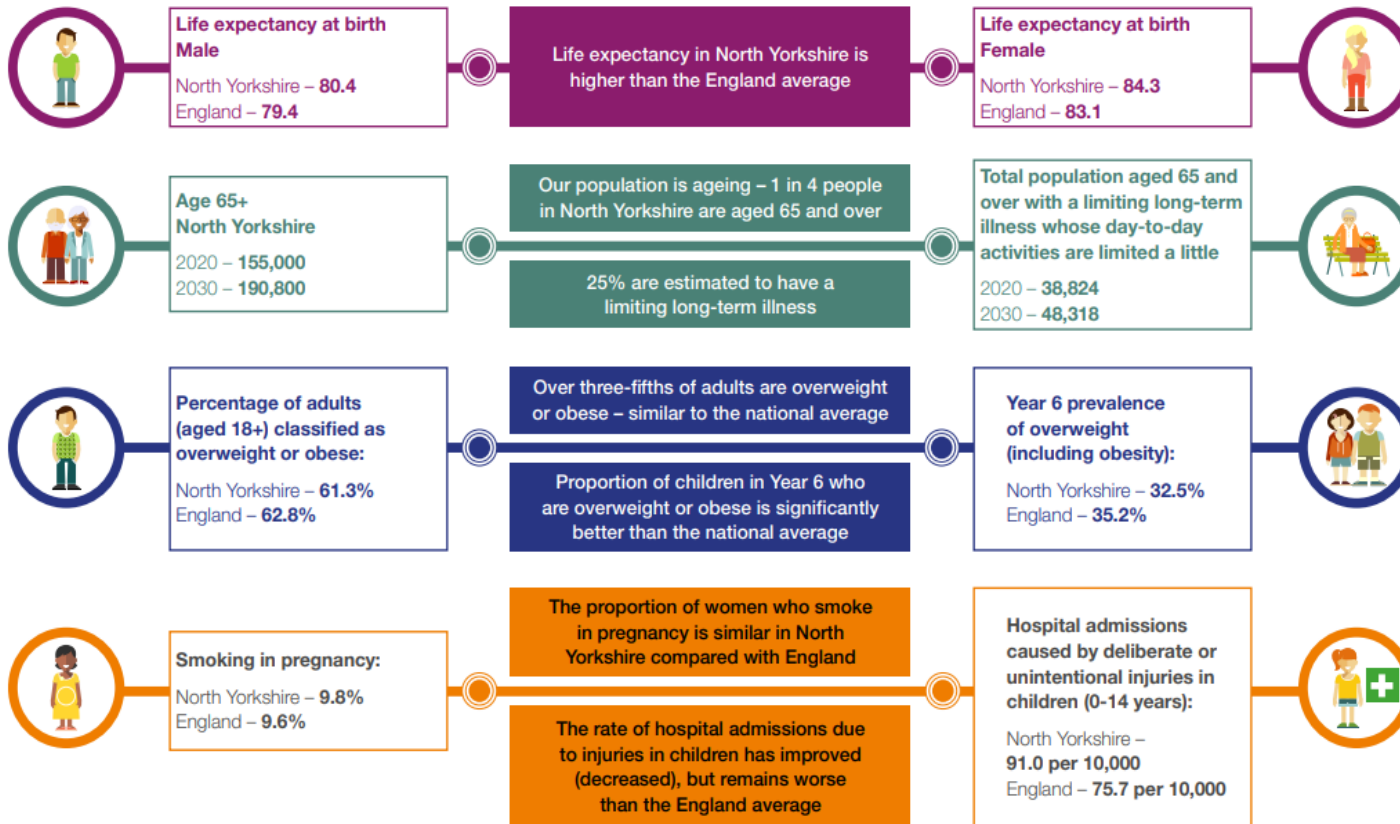 Life expectancy at birth
Male
North Yorkshire – 80.4
England – 79.4
Life expectancy in North Yorkshire is
higher than the England average
Life expectancy at birth
Female
North Yorkshire – 84.3
England – 83.1
Age 65+
North Yorkshire
2020 – 155,000
2030 – 190,800
Our population is ageing – 1 in 4 people
in North Yorkshire are aged 65 and over
25% are estimated to have a
limiting long-term illness
Total population aged 65 and
over with a limiting long-term
illness whose day-to-day
activities are limited a little
2020 – 38,824
2030 – 48,318
Percentage of adults
(aged 18+) classified as
overweight or obese:
North Yorkshire – 61.3%
England – 62.8%
Over three-fifths of adults are overweight
or obese – similar to the national average
Proportion of children in Year 6 who
are overweight or obese is significantly
better than the national average
Year 6 prevalence
of overweight
(including obesity):
North Yorkshire – 32.5%
England – 35.2%
Smoking in pregnancy:
North Yorkshire – 9.8%
England – 9.6%
The proportion of women who smoke
in pregnancy is similar in North
Yorkshire compared with England
The rate of hospital admissions due
to injuries in children has improved
(decreased), but remains worse
than the England average
Hospital admissions
caused by deliberate or
unintentional injuries in
children (0-14 years):
North Yorkshire –
91.0 per 10,000
England – 75.7 per 10,000